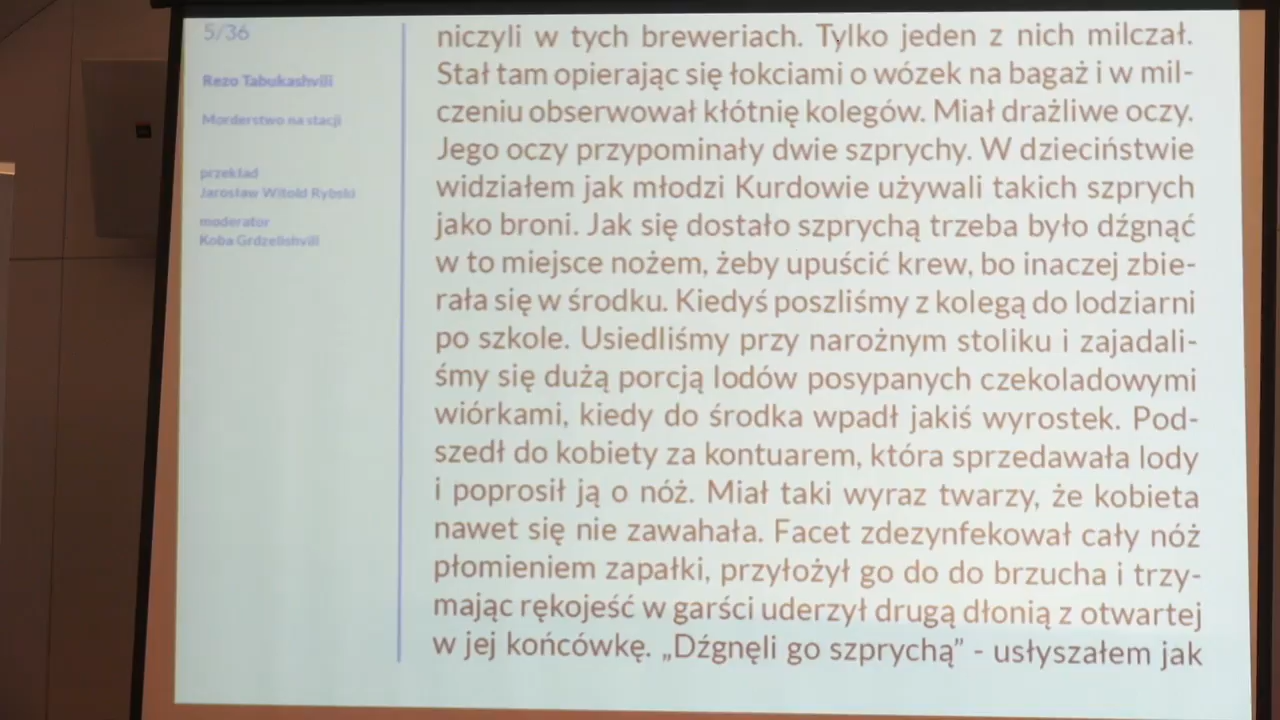 5/36
Rezo Tabukashvili
Morderstwo na stacji
przekład
Jarosław Witold Rybski
moderator
Koba Grdzelishvili
niczyli w tych breweriach. Tylko jeden z nich milczał.
Stał tam opierając się łokciami o wózek na bagaż i w mil-
czeniu obserwował kłótnię kolegów. Miał drażliwe oczy.
Jego oczy przypominały dwie szprychy. W dzieciństwie
widziałem jak młodzi Kurdowie używali takich szprych
jako broni. Jak się dostało szprychą trzeba było dźgnąć
w to miejsce nożem, żeby upuścić krew, bo inaczej zbie-
rała się w środku. Kiedyś poszliśmy z kolegą do lodziarni
po szkole. Usiedliśmy przy narożnym stoliku i zajadali-
śmy się dużą porcją lodów posypanych czekoladowymi
wiórkami, kiedy do środka wpadł jakiś wyrostek. Pod-
szedł do kobiety za kontuarem, która sprzedawała lody
i poprosił ją o nóż. Miał taki wyraz twarzy, że kobieta
nawet się nie zawahała. Facet zdezynfekował cały nóż
płomieniem zapałki, przyłożył go do do brzucha i trzy-
mając rękojeść w garści uderzył drugą dłonią z otwartej
w jej końcówkę. „Dźgnęli go szprychą” - usłyszałem jak